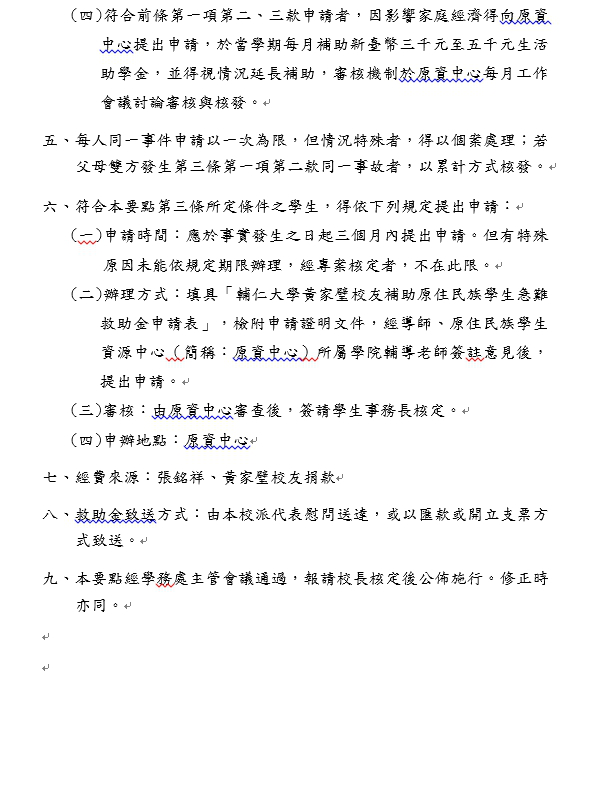 (四)符合前條第一項第二、三款申請者，因影響家庭經濟得向原資
中心提出申請，於當學期每月補助新臺幣三千元至五千元生活
助學金，並得視情況延長補助，審核機制於原資中心每月工作
會議討論審核與核發。
五、每人同一事件申請以一次為限，但情況特殊者，得以個案處理；若
父母雙方發生第三條第一項第二款同一事故者，以累計方式核發。
六、符合本要點第三條所定條件之學生，得依下列規定提出申請：
(一)申請時間：應於事實發生之日起三個月內提出申請。但有特殊
原因未能依規定期限辦理，經專案核定者，不在此限。
(二)辦理方式：填具「輔仁大學黃家壁校友補助原住民族學生急難
救助金申請表」，檢附申請證明文件，經導師、原住民族學生
資源中心（簡稱：原資中心）所屬學院輔導老師簽註意見後，
提出申請。
(三)審核：由原資中心審查後，簽請學生事務長核定。
(四)申辦地點：原資中心
七、經費來源：張銘祥、黃家壁校友捐款
八、救助金致送方式：由本校派代表慰問送達，或以匯款或開立支票方
式致送。
九、本要點經學務處主管會議通過，報請校長核定後公佈施行。修正時
亦同。